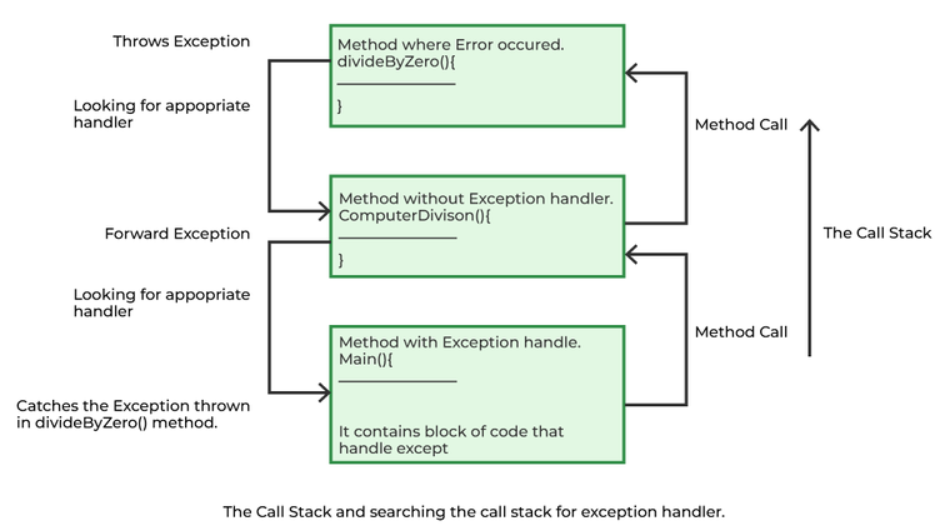 Throws Exception
Looking for appopriate
handler
Method where Error occured.
divideByZero(){
}
Method Call
Method without Exception handler.
ComputerDivison(){
}
Forward Exception
The Call Stack
Looking for appopriate
handler
Method Call
Method with Exception handle.
Main(){
It contains block of code that
handle except
Catches the Exception thrown
in divideByZero() method.
The Call Stack and searching the call stack for exception handler.